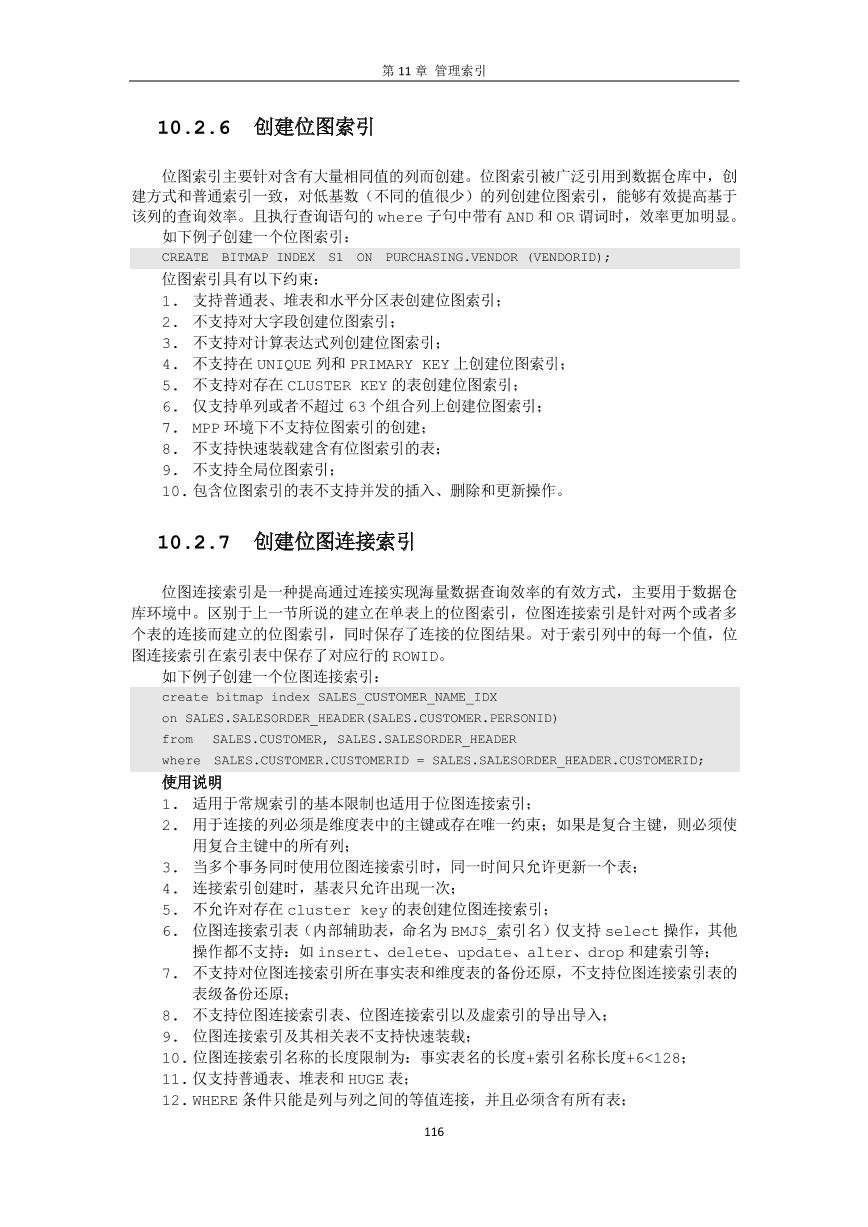 第 11 章 管理索引
10.2.6 创建位图索引
位图索引主要针对含有大量相同值的列而创建。位图索引被广泛引用到数据仓库中，创
建方式和普通索引一致，对低基数（不同的值很少）的列创建位图索引，能够有效提高基于
该列的查询效率。且执行查询语句的 where 子句中带有 AND 和 OR 谓词时，效率更加明显。
如下例子创建一个位图索引：
CREATE BITMAP INDEX S1 ON PURCHASING.VENDOR (VENDORID);
位图索引具有以下约束：
1. 支持普通表、堆表和水平分区表创建位图索引；
2. 不支持对大字段创建位图索引；
3. 不支持对计算表达式列创建位图索引；
4. 不支持在 UNIQUE 列和 PRIMARY KEY 上创建位图索引；
5. 不支持对存在 CLUSTER KEY 的表创建位图索引；
6. 仅支持单列或者不超过 63 个组合列上创建位图索引；
7. MPP 环境下不支持位图索引的创建；
8. 不支持快速装载建含有位图索引的表；
9. 不支持全局位图索引；
10. 包含位图索引的表不支持并发的插入、删除和更新操作。
10.2.7 创建位图连接索引
位图连接索引是一种提高通过连接实现海量数据查询效率的有效方式，主要用于数据仓
库环境中。区别于上一节所说的建立在单表上的位图索引，位图连接索引是针对两个或者多
个表的连接而建立的位图索引，同时保存了连接的位图结果。对于索引列中的每一个值，位
图连接索引在索引表中保存了对应行的 ROWID。
如下例子创建一个位图连接索引：
create bitmap index SALES_CUSTOMER_NAME_IDX
on SALES.SALESORDER_HEADER(SALES.CUSTOMER.PERSONID)
from SALES.CUSTOMER, SALES.SALESORDER_HEADER
where SALES.CUSTOMER.CUSTOMERID = SALES.SALESORDER_HEADER.CUSTOMERID;
使用说明
1. 适用于常规索引的基本限制也适用于位图连接索引；
2. 用于连接的列必须是维度表中的主键或存在唯一约束；如果是复合主键，则必须使
用复合主键中的所有列；
3. 当多个事务同时使用位图连接索引时，同一时间只允许更新一个表；
4. 连接索引创建时，基表只允许出现一次；
5. 不允许对存在 cluster key 的表创建位图连接索引；
6. 位图连接索引表（内部辅助表，命名为 BMJ$_索引名）仅支持 select 操作，其他
操作都不支持：如 insert、delete、update、alter、drop 和建索引等；
7. 不支持对位图连接索引所在事实表和维度表的备份还原，不支持位图连接索引表的
表级备份还原；
8. 不支持位图连接索引表、位图连接索引以及虚索引的导出导入；
9. 位图连接索引及其相关表不支持快速装载；
10. 位图连接索引名称的长度限制为：事实表名的长度+索引名称长度+6<128；
11. 仅支持普通表、堆表和 HUGE 表；
12. WHERE 条件只能是列与列之间的等值连接，并且必须含有所有表；
116